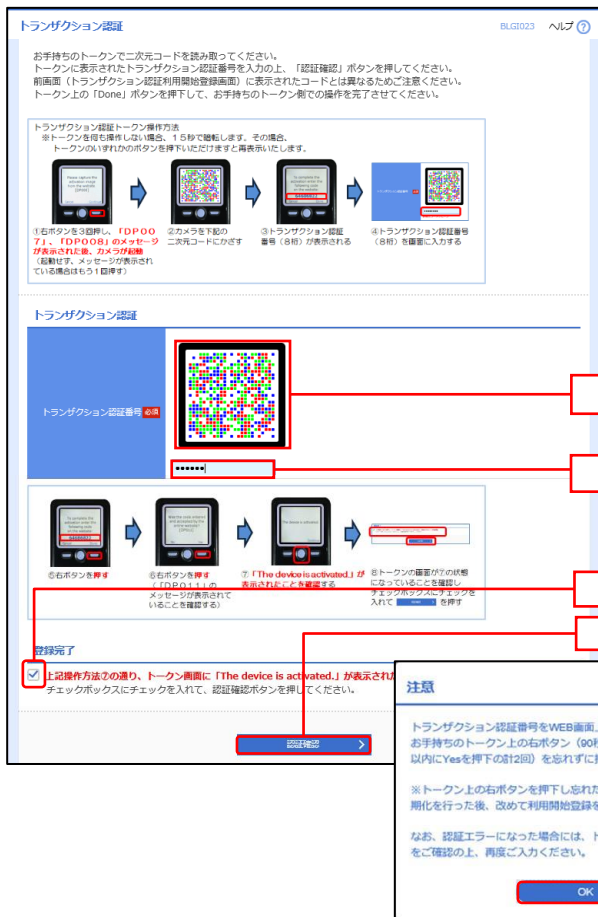 トランザクション認証
BLGI023 ヘルプ ?
お手持ちのトークンで二次元コードを読み取ってください。
トークンに表示されたトランザクション認証番号を入力の上、「認証確認」ボタンを押してください。
前画面（トランザクション認証利用開始登録画面）に表示されたコードとは異なるためご注意ください。
トークン上の「Done」ボタンを押下して、お手持ちのトークン側での操作を完了させてください。
トランザクション認証トークン操作方法
※トークンを何も操作しない場合、１５秒で暗転します。その場合、
トークンのいずれかのボタンを押下いただけますと再表示いたします。
①右ボタンを３回押し、「DP００
７」、「DP００８」のメッセージ
が表示された後、カメラが起動
（起動せず、メッセージが表示され
ている場合はもう１回押す）
②カメラを下記の
二次元コードにかざす
③トランザクション認証
番号（８桁）が表示される
④トランザクション認証番号
（８桁）を画面に入力する
トランザクション認証
トランザクション認証番号 必須
••••••
⑤右ボタンを押す
⑥右ボタンを押す
（「DP０１１」の
メッセージが表示されて
いることを確認する）
⑦「The device is activated.」が
表示されたことを確認する
⑧トークンの画面が⑦の状態
になっていることを確認し
チェックボックスにチェックを
入れて を押す
登録完了
上記操作方法⑦の通り、トークン画面に「The device is activated.」が表示された
チェックボックスにチェックを入れて、認証確認ボタンを押してください。
認証確認
注意
トランザクション認証番号をWEB画面
お手持ちのトークン上の右ボタン（90秒
以内にYesを押下の計2回）を忘れずに
※トークン上の右ボタンを押下し忘れた
期化を行った後、改めて利用開始登録を
なお、認証エラーになった場合には、ト
をご確認の上、再度ご入力ください。
OK